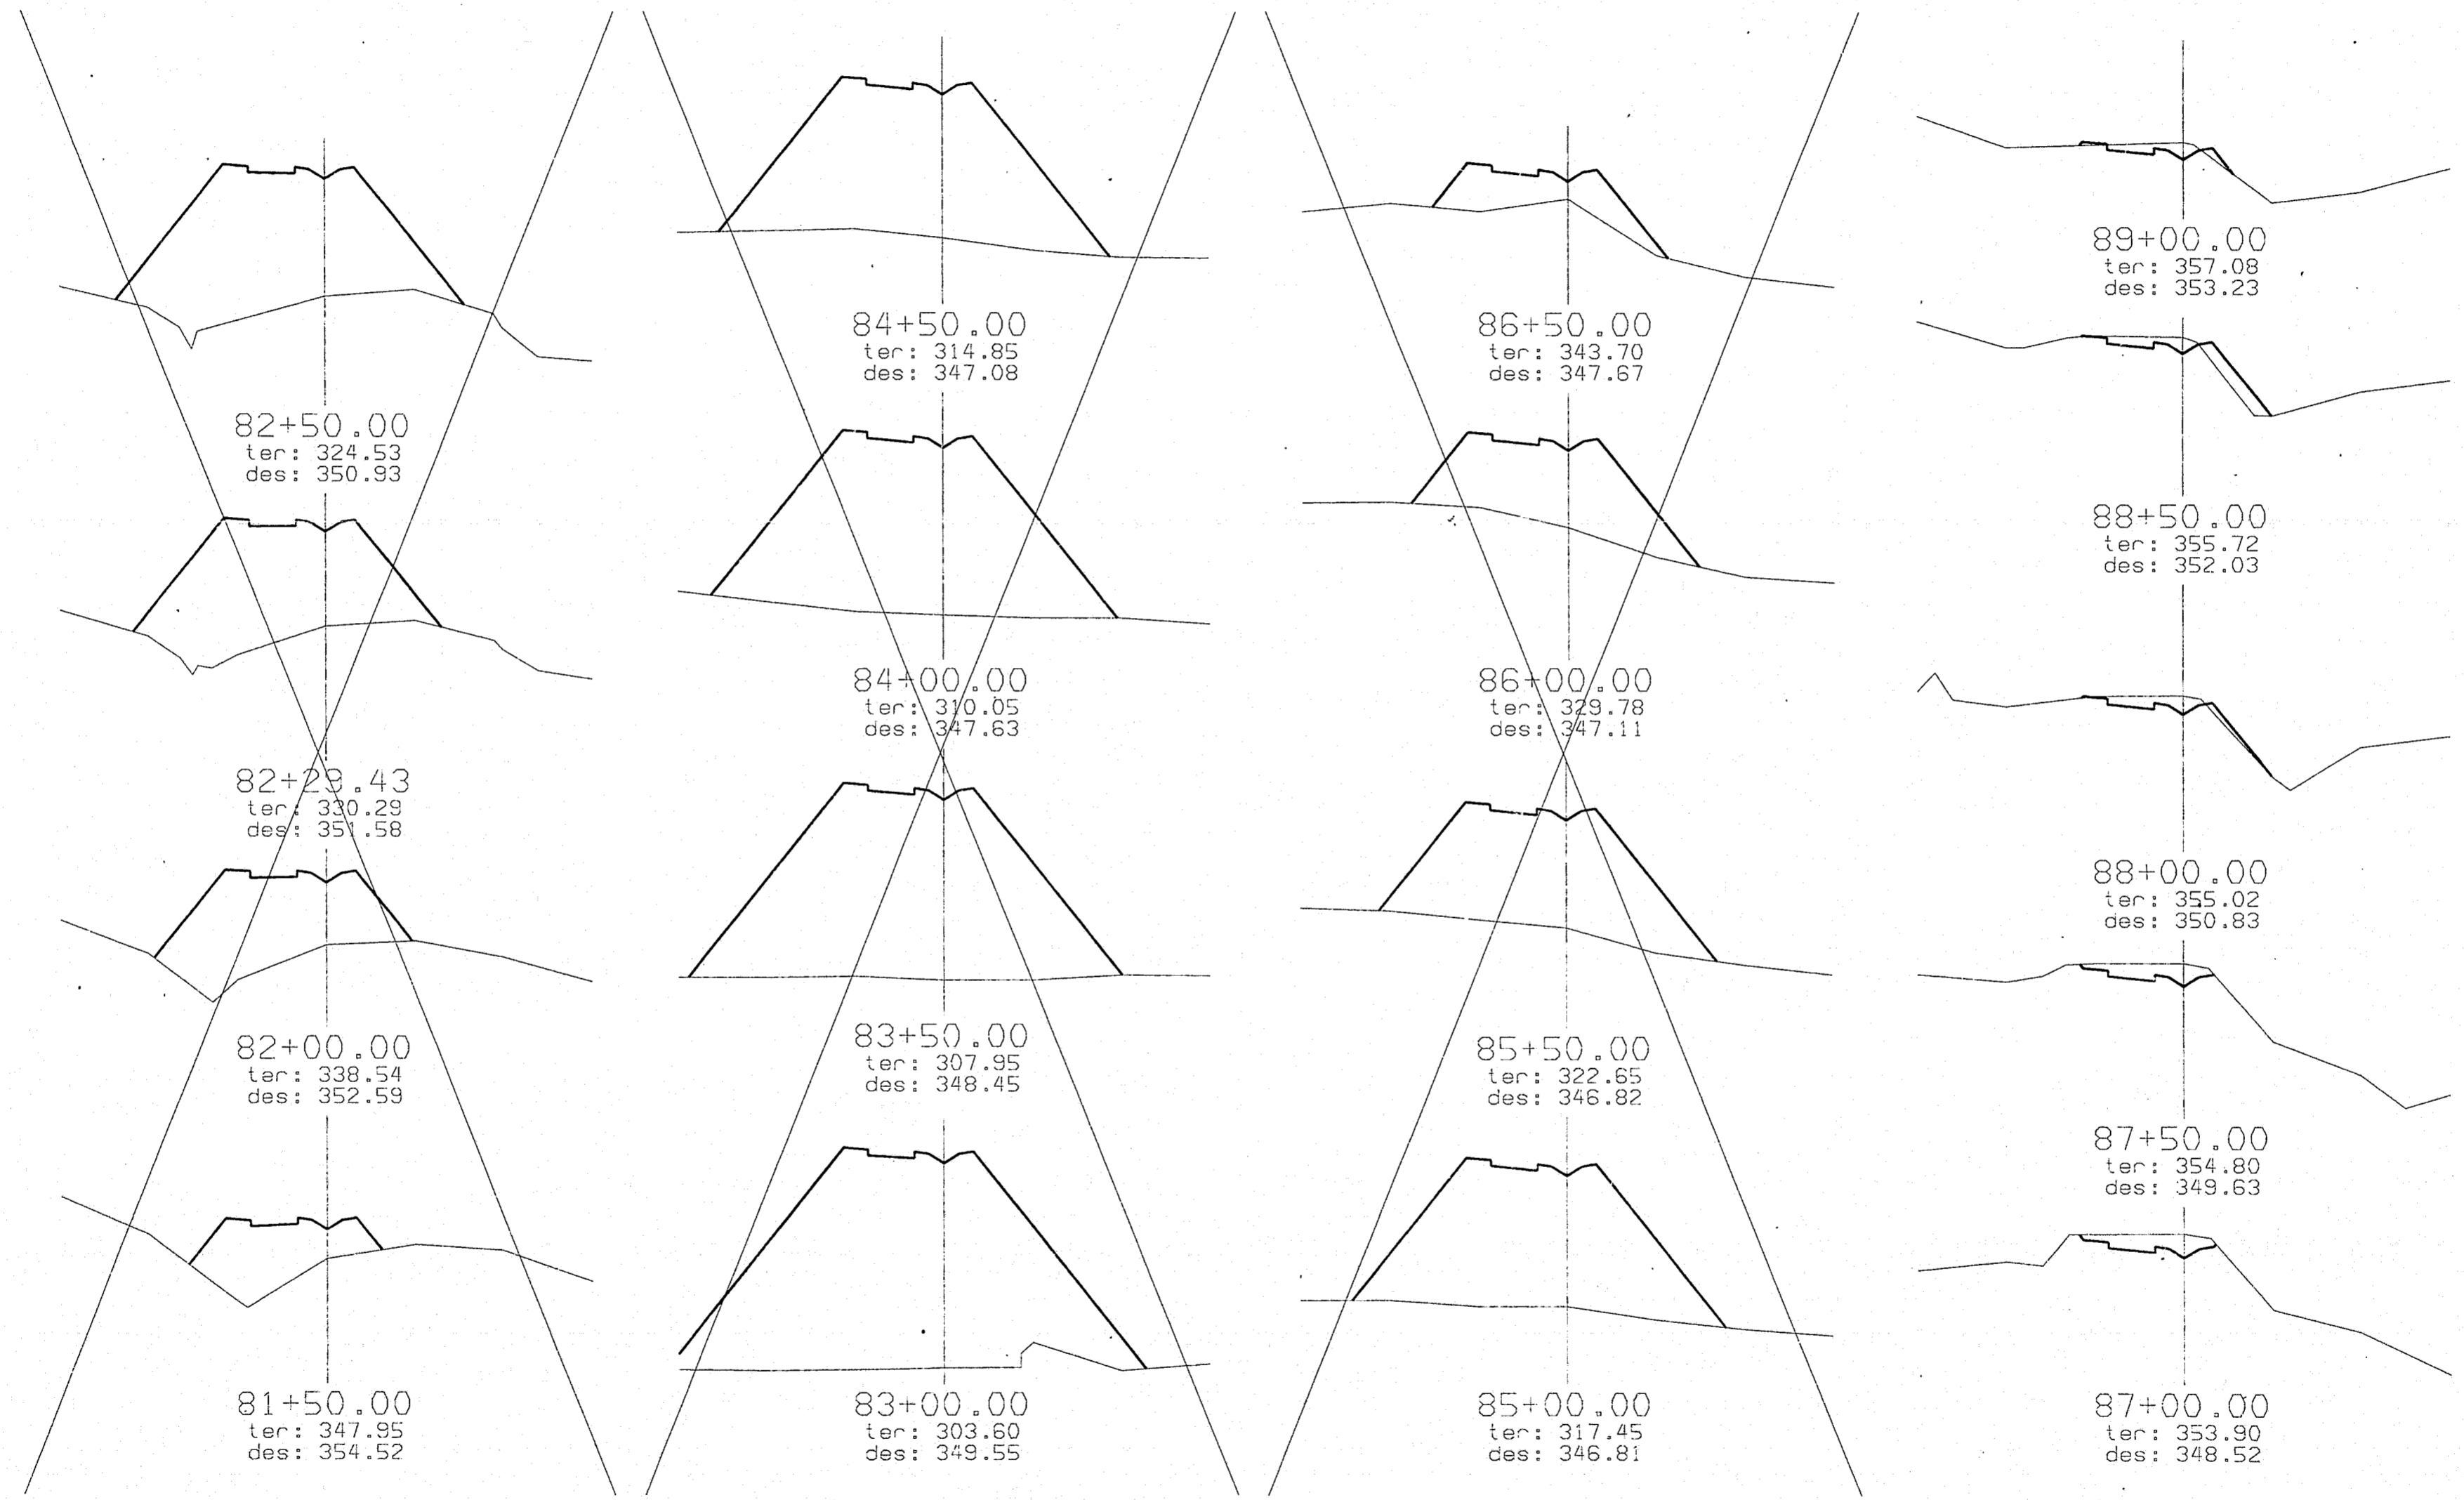 82+50.00
ter: 324.53
des: 350.93
82+29.43
ter: 330.29
des: 351.58
82+00.00
ter: 338.54
des: 352.59
81+50.00
ter: 347.95
des: 354.52
84+50.00
ter: 314.85
des: 347.08
84+00.00
ter: 310.05
des: 347.63
83+50.00
ter: 307.95
des: 348.45
83+00.00
ter: 303.60
des: 349.55
86+50.00
ter: 343.70
des: 347.67
86+00.00
ter: 329.78
des: 347.11
85+50.00
ter: 322.65
des: 346.82
85+00.00
ter: 317.45
des: 346.81
89+00.00
ter: 357.08
des: 353.23
88+50.00
ter: 355.72
des: 352.03
88+00.00
ter: 355.02
des: 350.83
87+50.00
ter: 354.80
des: 349.63
87+00.00
ter: 353.90
des: 348.52